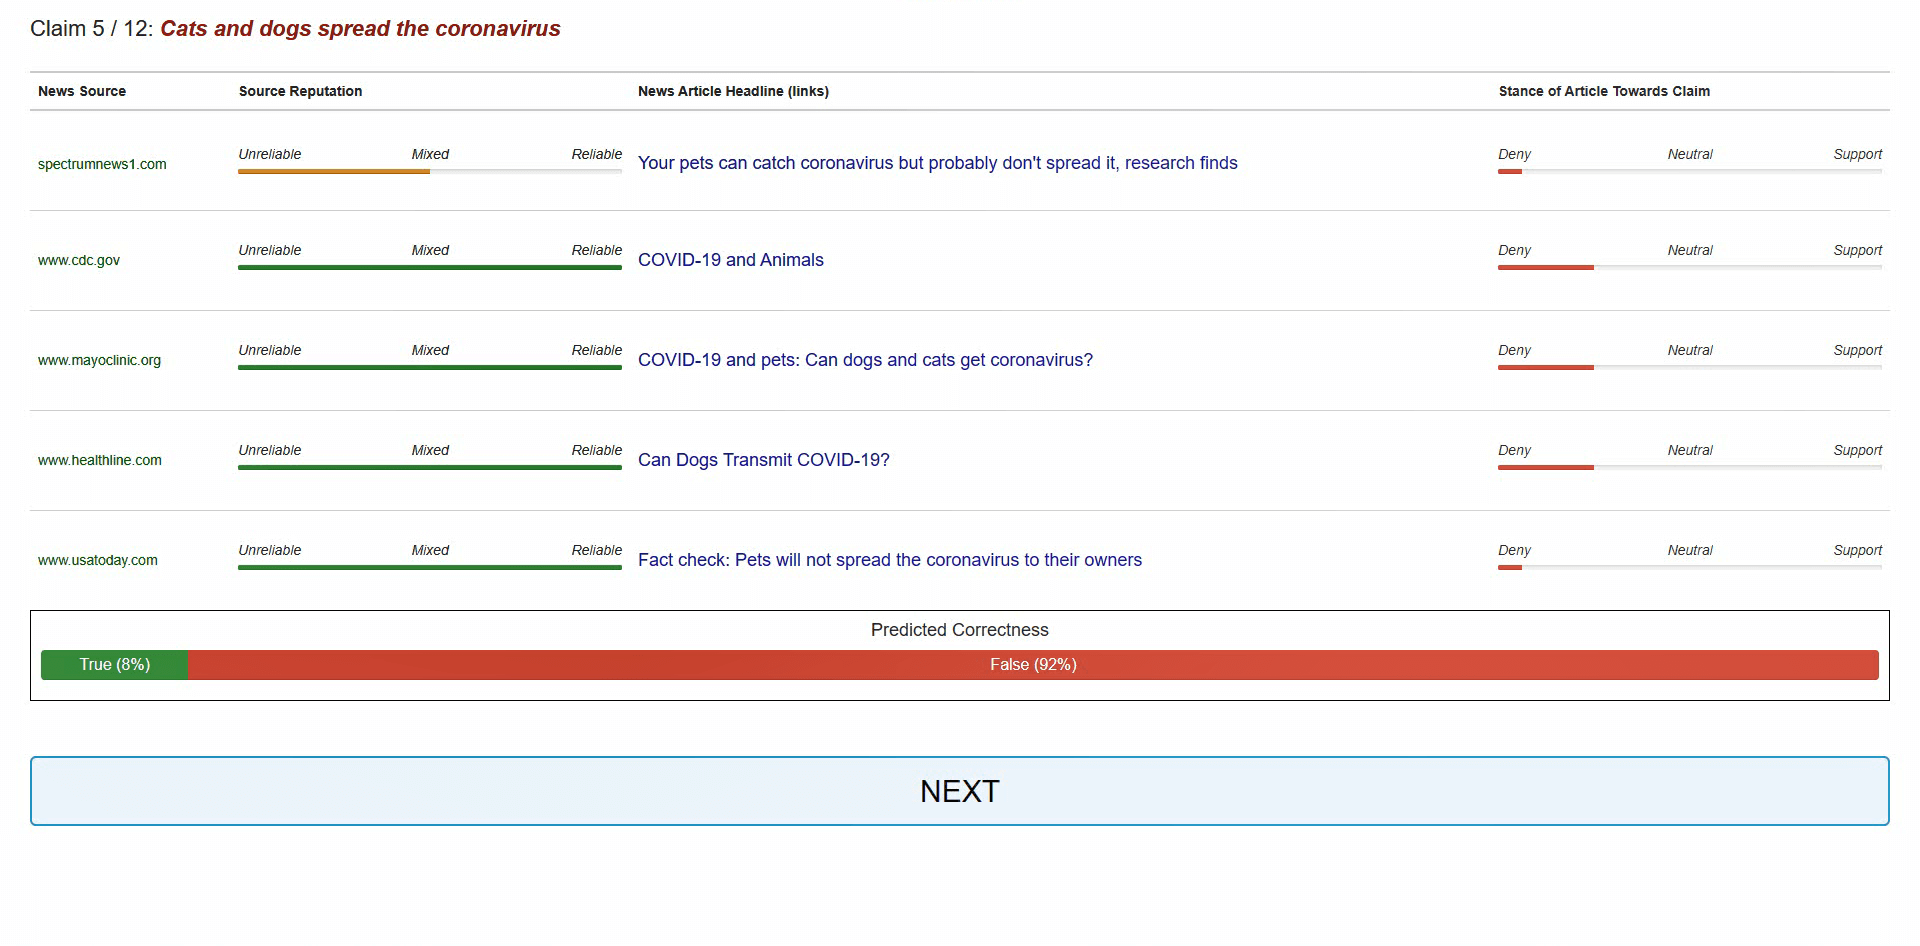 Claim 5 / 12: Cats and dogs spread the coronavirus
News Source Source Reputation News Article Headline (links) Stance of Article Towards Claim
Unreliable Mixed Reliable Deny Neutral Support
spectrumnews1.com Your pets can catch coronavirus but probably don't spread it, research finds
Unreliable Mixed Reliable Deny Neutral Support
www.cdc.gov COVID-19 and Animals
Unreliable Mixed Reliable Deny Neutral Support
www.mayoclinic.org COVID-19 and pets: Can dogs and cats get coronavirus?
Unreliable Mixed Reliable Deny Neutral Support
www.healthline.com Can Dogs Transmit COVID-19?
Unreliable Mixed Reliable Deny Neutral Support
www.usatoday.com Fact check: Pets will not spread the coronavirus to their owners
Predicted Correctness
True (8%) False (92%)
NEXT